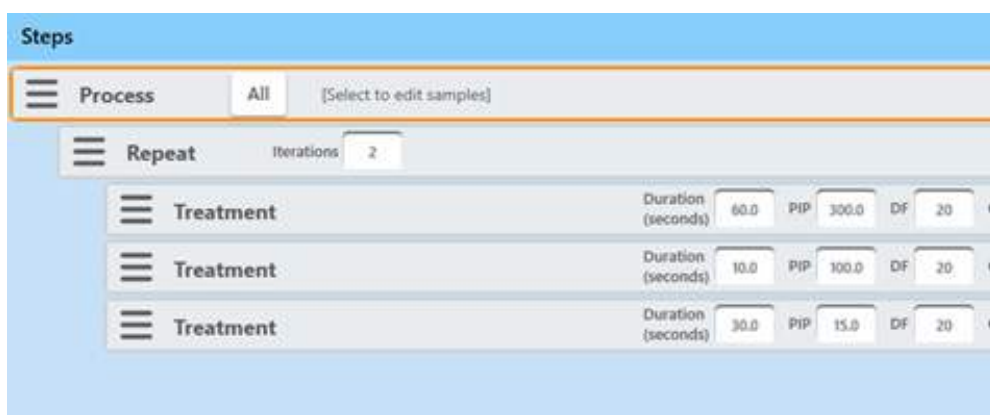 Steps
Process All [Select to edit samples]
Repeat Iterations 2
Treatment Duration (seconds) 60.0 PIP 300.0 DF 20
Treatment Duration (seconds) 10.0 PIP 100.0 DF 20
Treatment Duration (seconds) 30.0 PIP 15.0 DF 20